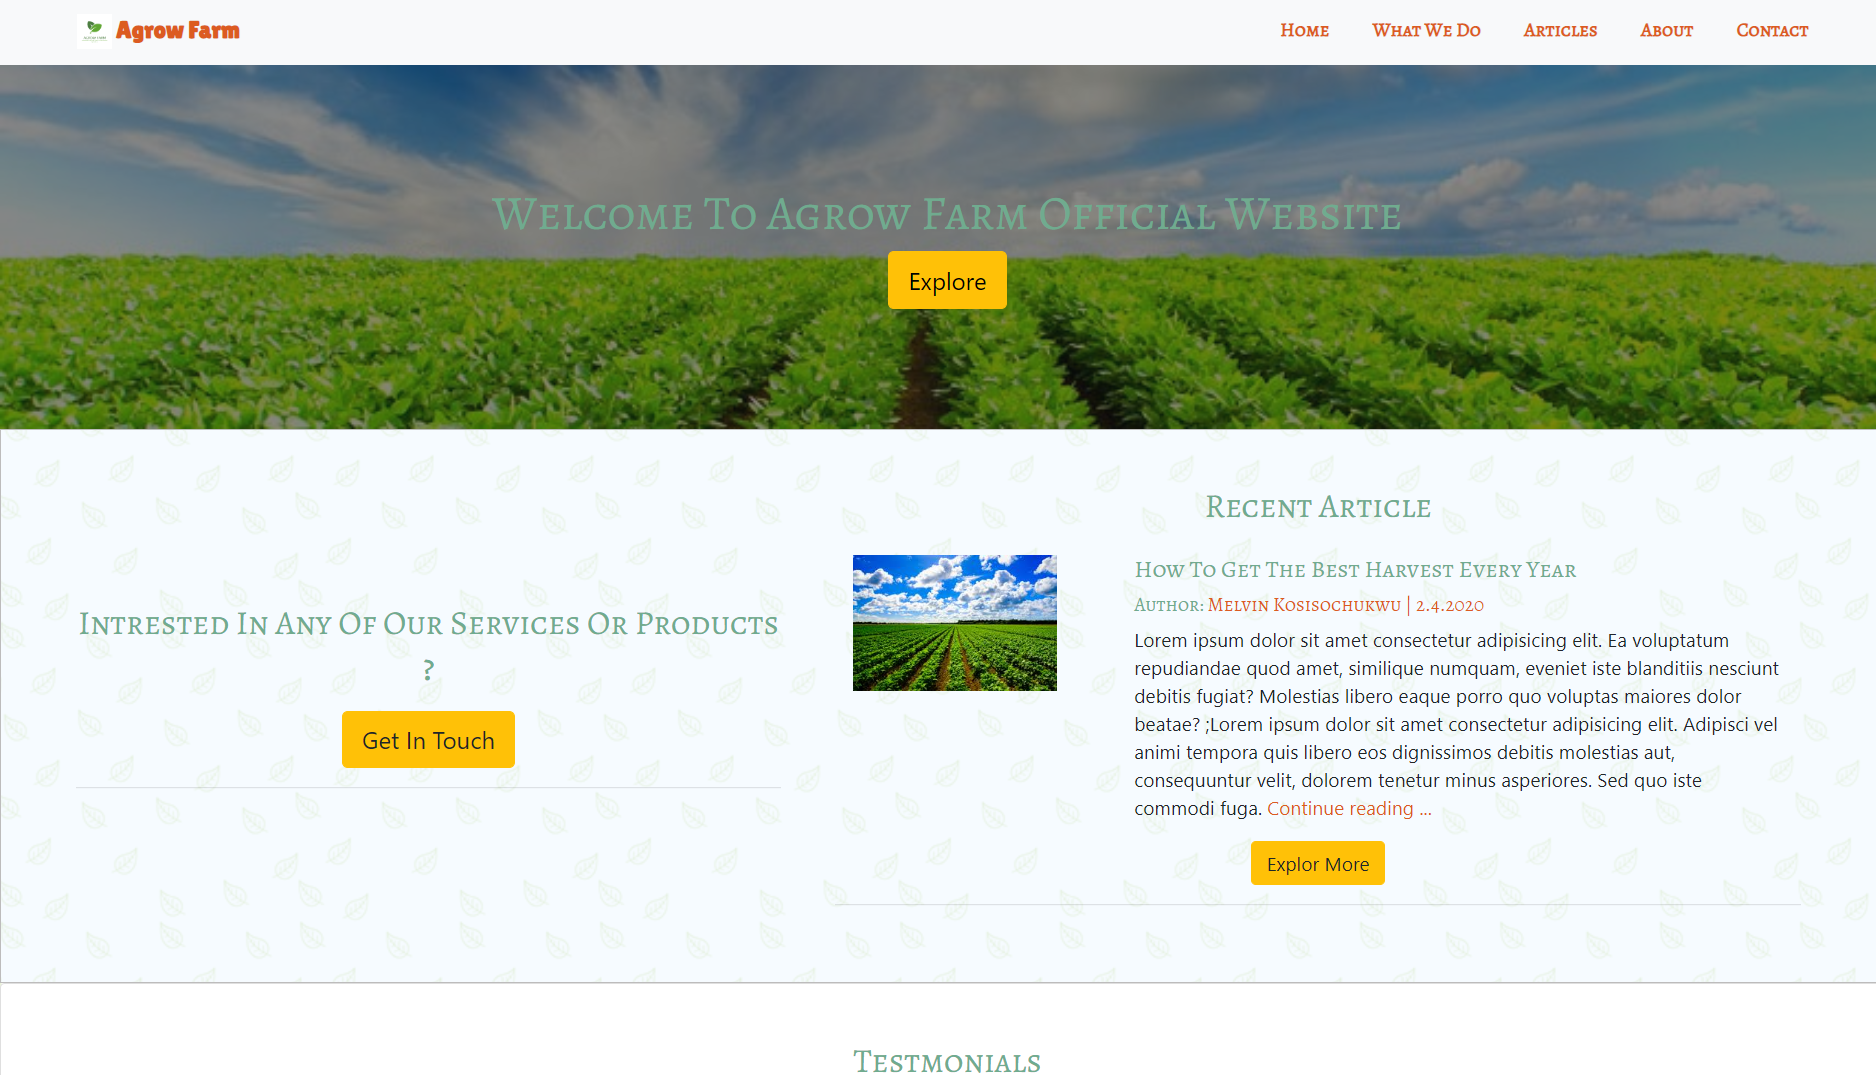 Agrow Farm
Home What We Do Articles About Contact
Welcome To Agrow Farm Official Website
Explore
Intrested In Any Of Our Services Or Products
?
Get In Touch
Recent Article
How To Get The Best Harvest Every Year
Author: Melvin Kosisochukwu | 2.4.2020
Lorem ipsum dolor sit amet consectetur adipisicing elit. Ea voluptatum
repudiandae quod amet, similique numquam, eveniet iste blanditiis nesciunt
debitis fugiat? Molestias libero eaque porro quo voluptas maiores dolor
beatae? ;Lorem ipsum dolor sit amet consectetur adipisicing elit. Adipisci vel
animi tempora quis libero eos dignissimos debitis molestias aut,
consequuntur velit, dolorem tenetur minus asperiores. Sed quo iste
commodi fuga. Continue reading ...
Explor More
Testmonials